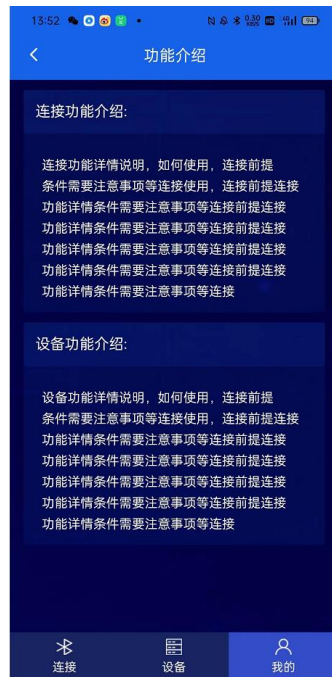 13:52
0.30 KB/S HD 4G 94
功能介绍
连接功能介绍:
连接功能详情说明，如何使用，连接前提
条件需要注意事项等连接使用，连接前提连接
功能详情条件需要注意事项等连接前提连接
功能详情条件需要注意事项等连接前提连接
功能详情条件需要注意事项等连接前提连接
功能详情条件需要注意事项等连接前提连接
功能详情条件需要注意事项等连接
设备功能介绍:
设备功能详情说明，如何使用，连接前提
条件需要注意事项等连接使用，连接前提连接
功能详情条件需要注意事项等连接前提连接
功能详情条件需要注意事项等连接前提连接
功能详情条件需要注意事项等连接前提连接
功能详情条件需要注意事项等连接前提连接
功能详情条件需要注意事项等连接
连接
设备
我的